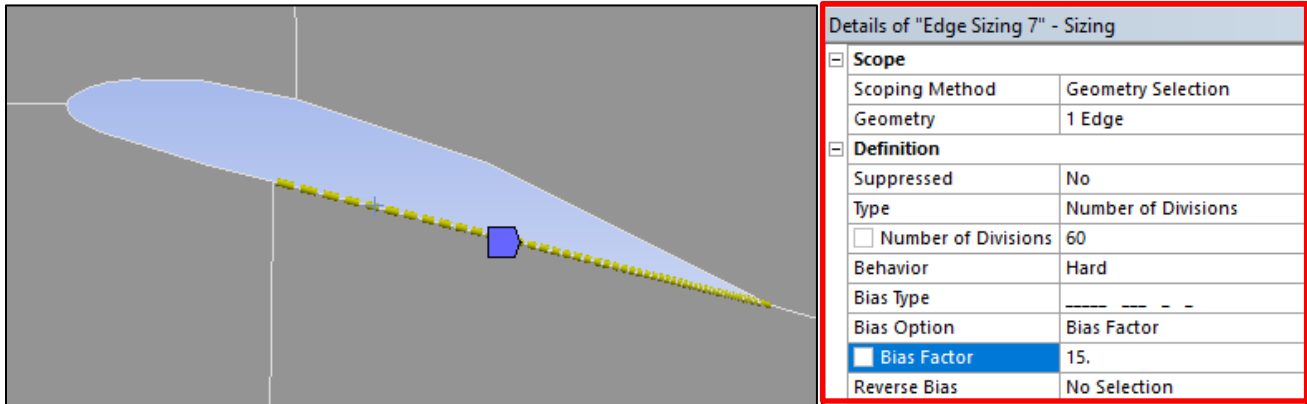 Details of "Edge Sizing 7" - Sizing
Scope
Scoping Method Geometry Selection
Geometry 1 Edge
Definition
Suppressed No
Type Number of Divisions
Number of Divisions 60
Behavior Hard
Bias Type _____ ___ _ _
Bias Option Bias Factor
Bias Factor 15.
Reverse Bias No Selection